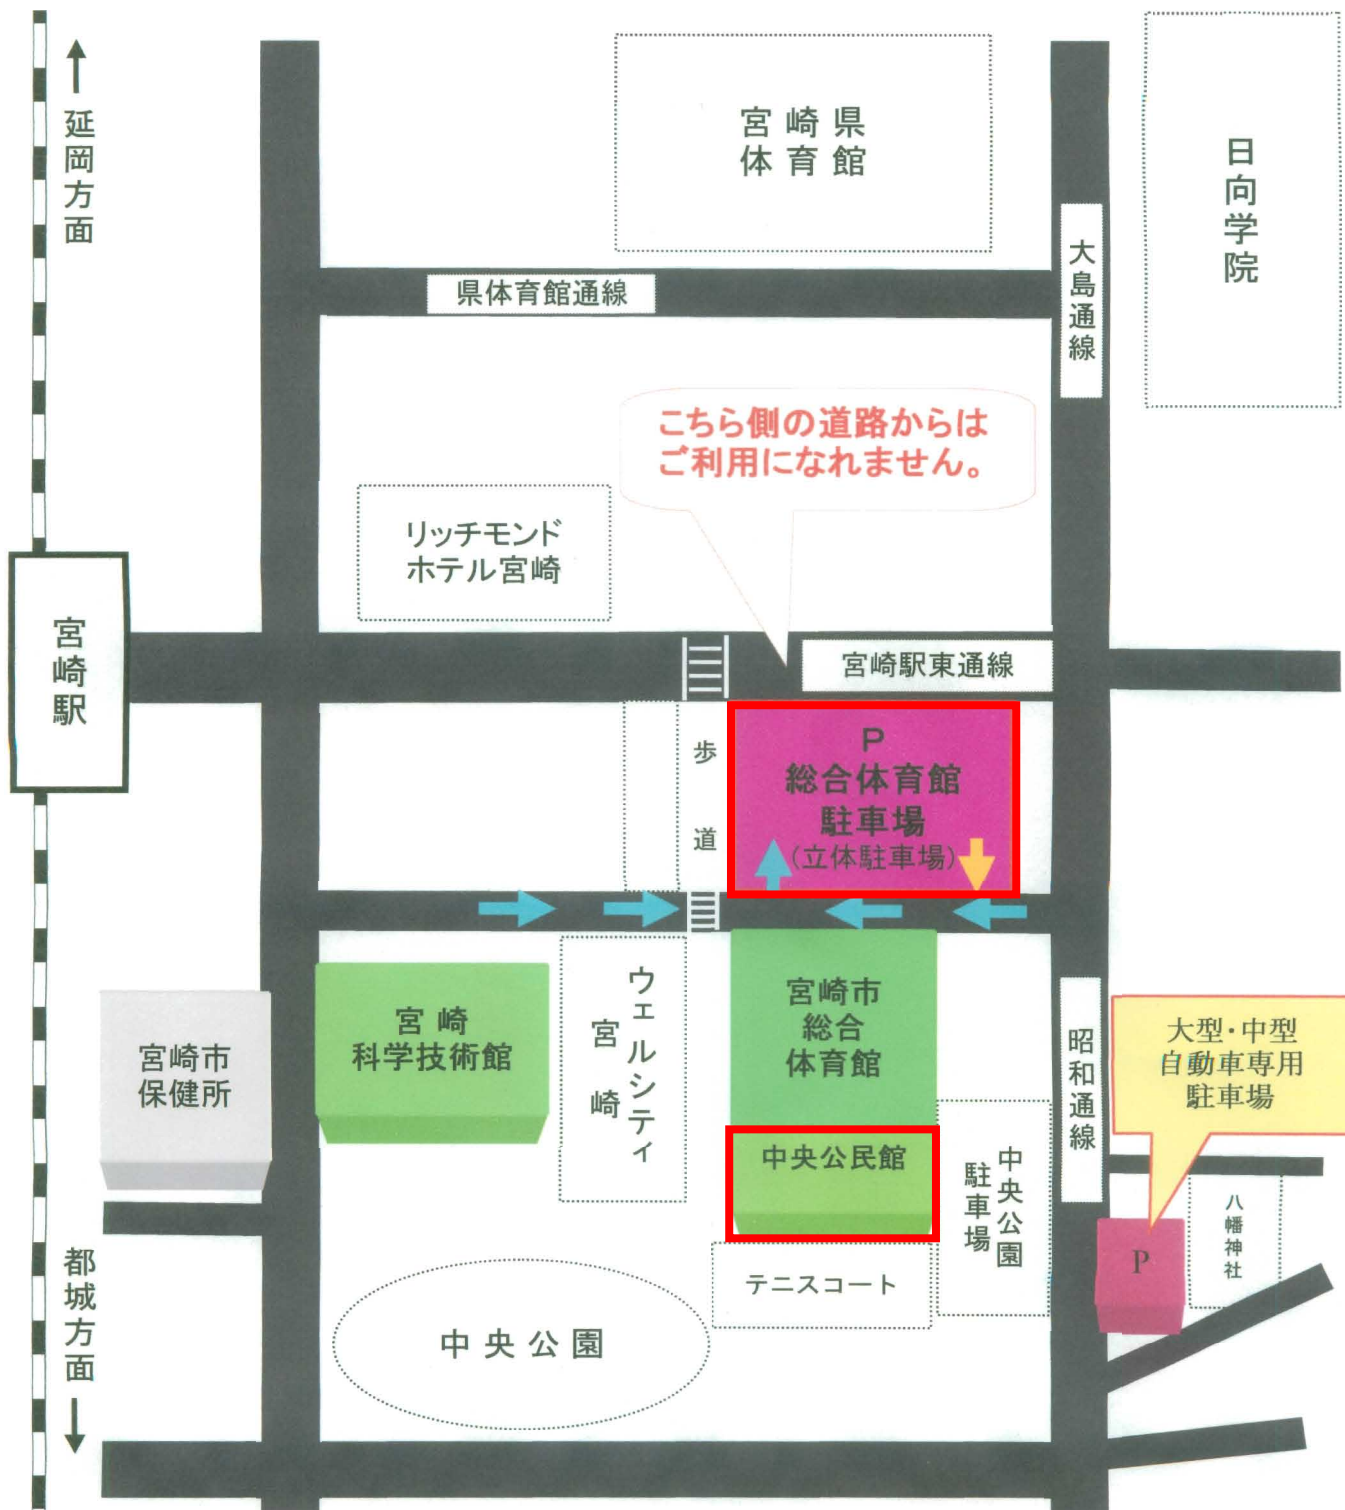 延岡方面
宮崎県
体育館
日向学院
大島通線
県体育館通線
こちら側の道路からは
ご利用になれません。
リッチモンド
ホテル宮崎
宮崎駅
宮崎駅東通線
歩道
P
総合体育館
駐車場
(立体駐車場)
宮崎市
保健所
宮崎
科学技術館
ウェルシティ
宮崎
宮崎市
総合
体育館
中央公民館
中央公園
駐車場
昭和通線
大型・中型
自動車専用
駐車場
P
八幡神社
テニスコート
中央公園
都城方面